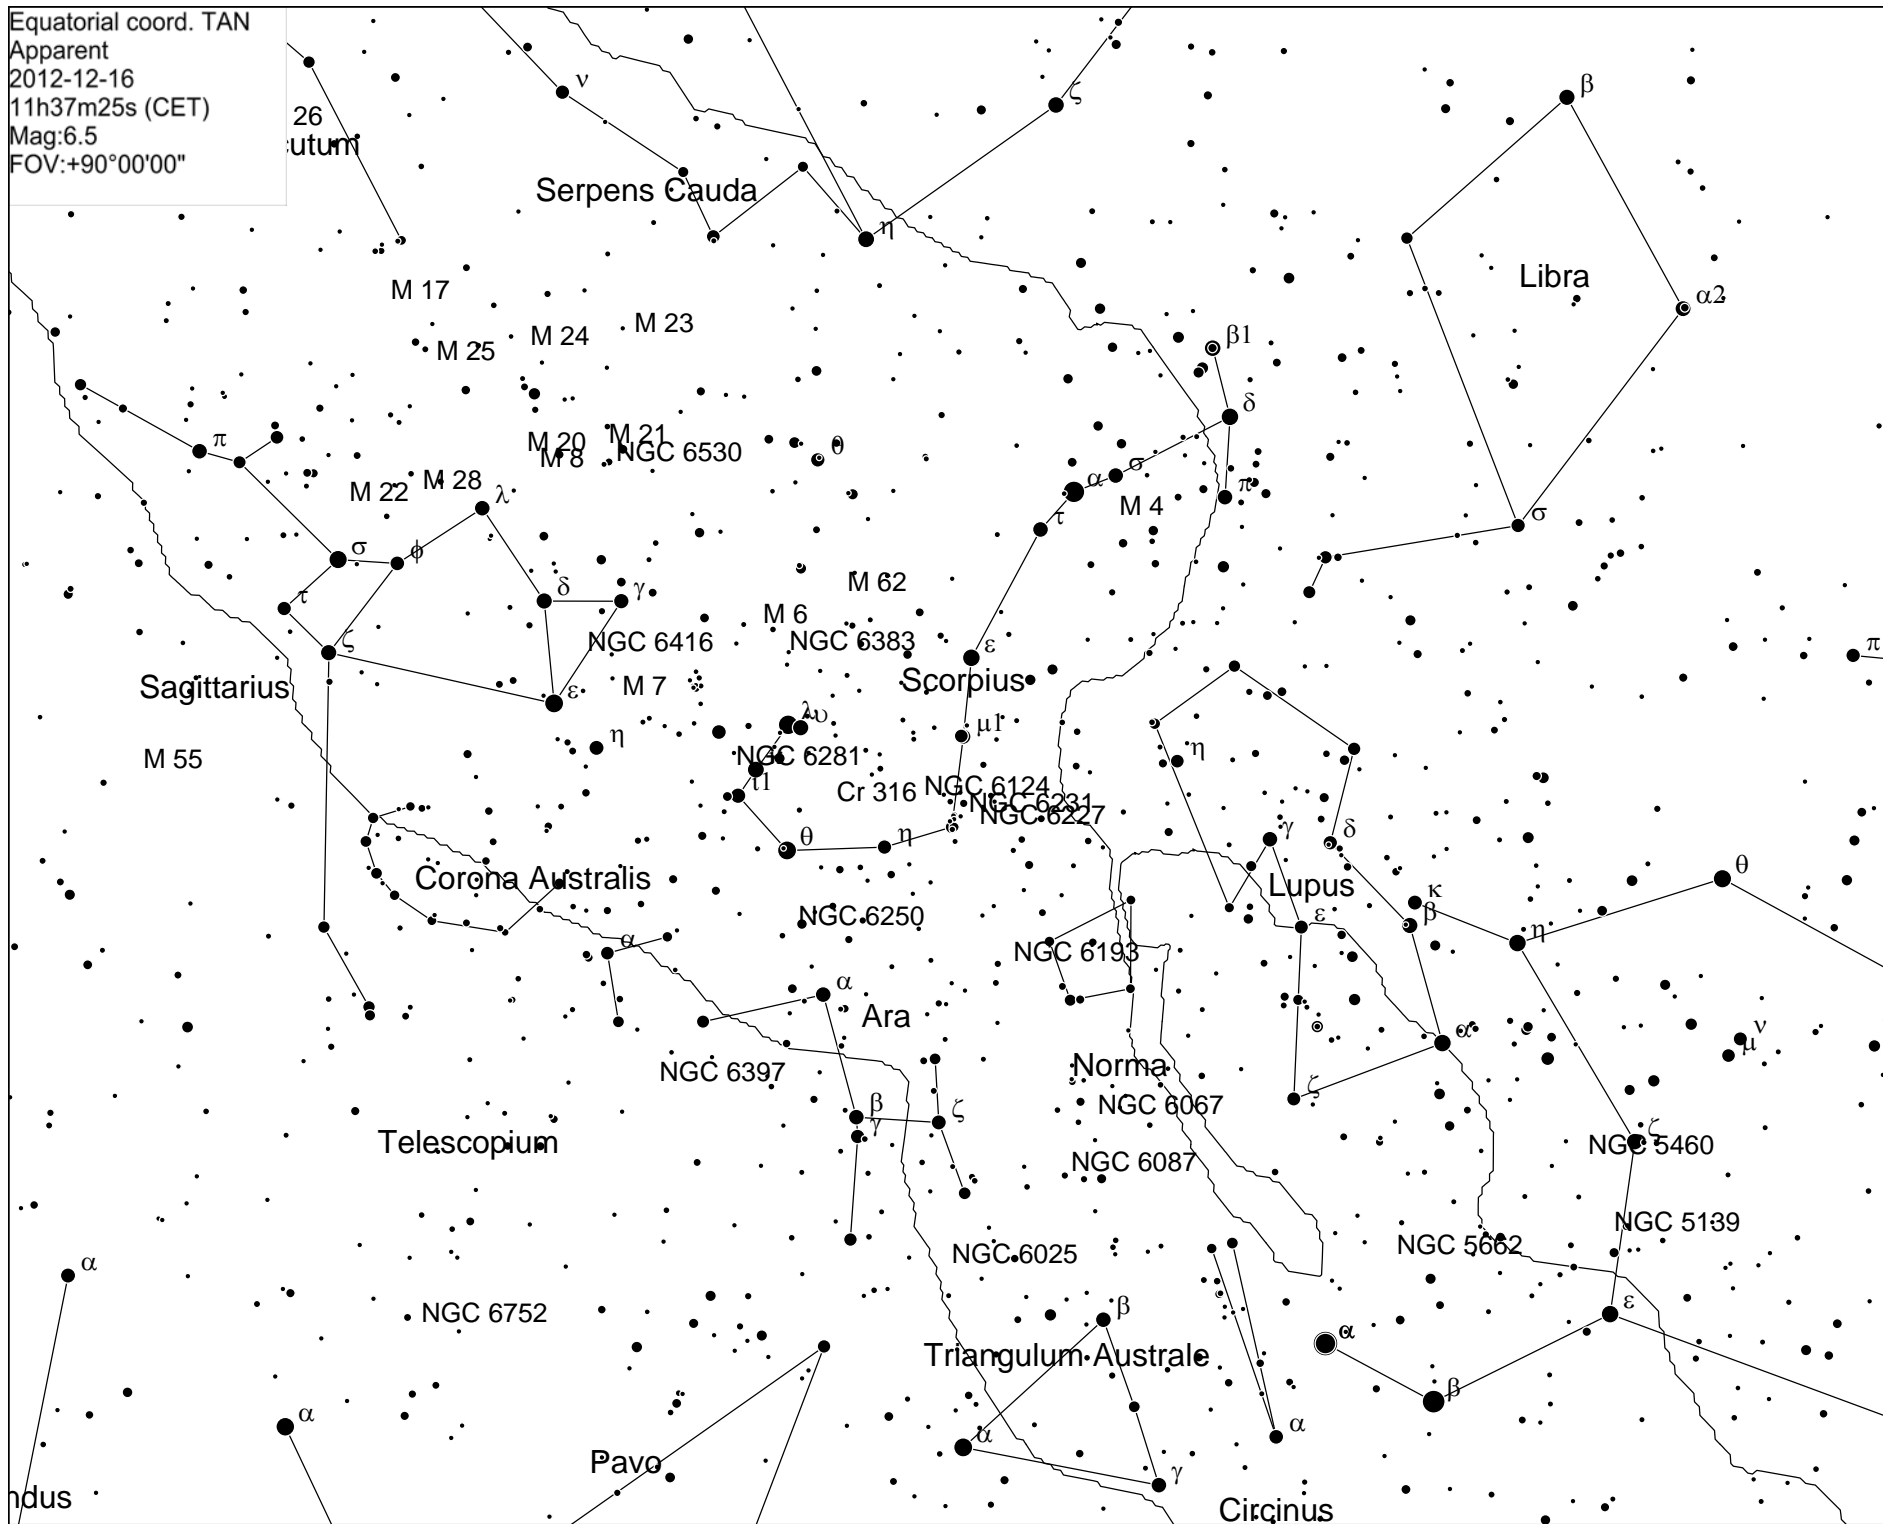 Equatorial coord. TAN
Apparent
2012-12-16
11h37m25s (CET)
Mag:6.5
FOV:+90°00'00"
26
cutum
ν
ζ
β
Serpens Cauda
η
Libra
M 17
α2
M 23
M 24
M 25
β1
δ
π
M 20
M 21
NGC 6530
M 8
θ
σ
α
M 28
M 22
λ
M 4
π
τ
σ
σ
φ
M 62
δ
γ
τ
M 6
NGC 6416
NGC 6383
ζ
ε
π
Sagittarius
ε
M 7
Scorpius
λ
υ
μ1
η
η
M 55
NGC 6281
ι1
Cr 316
NGC 6124
NGC 6231
NGC 6227
θ
η
γ
δ
Corona Australis
Lupus
θ
κ
NGC 6250
ε
β
η
α
NGC 6193
α
Ara
α
ν
μ
NGC 6397
Norma
ζ
NGC 6067
β
γ
ζ
Telescopium
ζ
NGC 5460
NGC 6087
NGC 5139
NGC 5662
NGC 6025
α
NGC 6752
β
ε
α
Triangulum Australe
β
α
α
α
Pavo
γ
ndus
Circinus